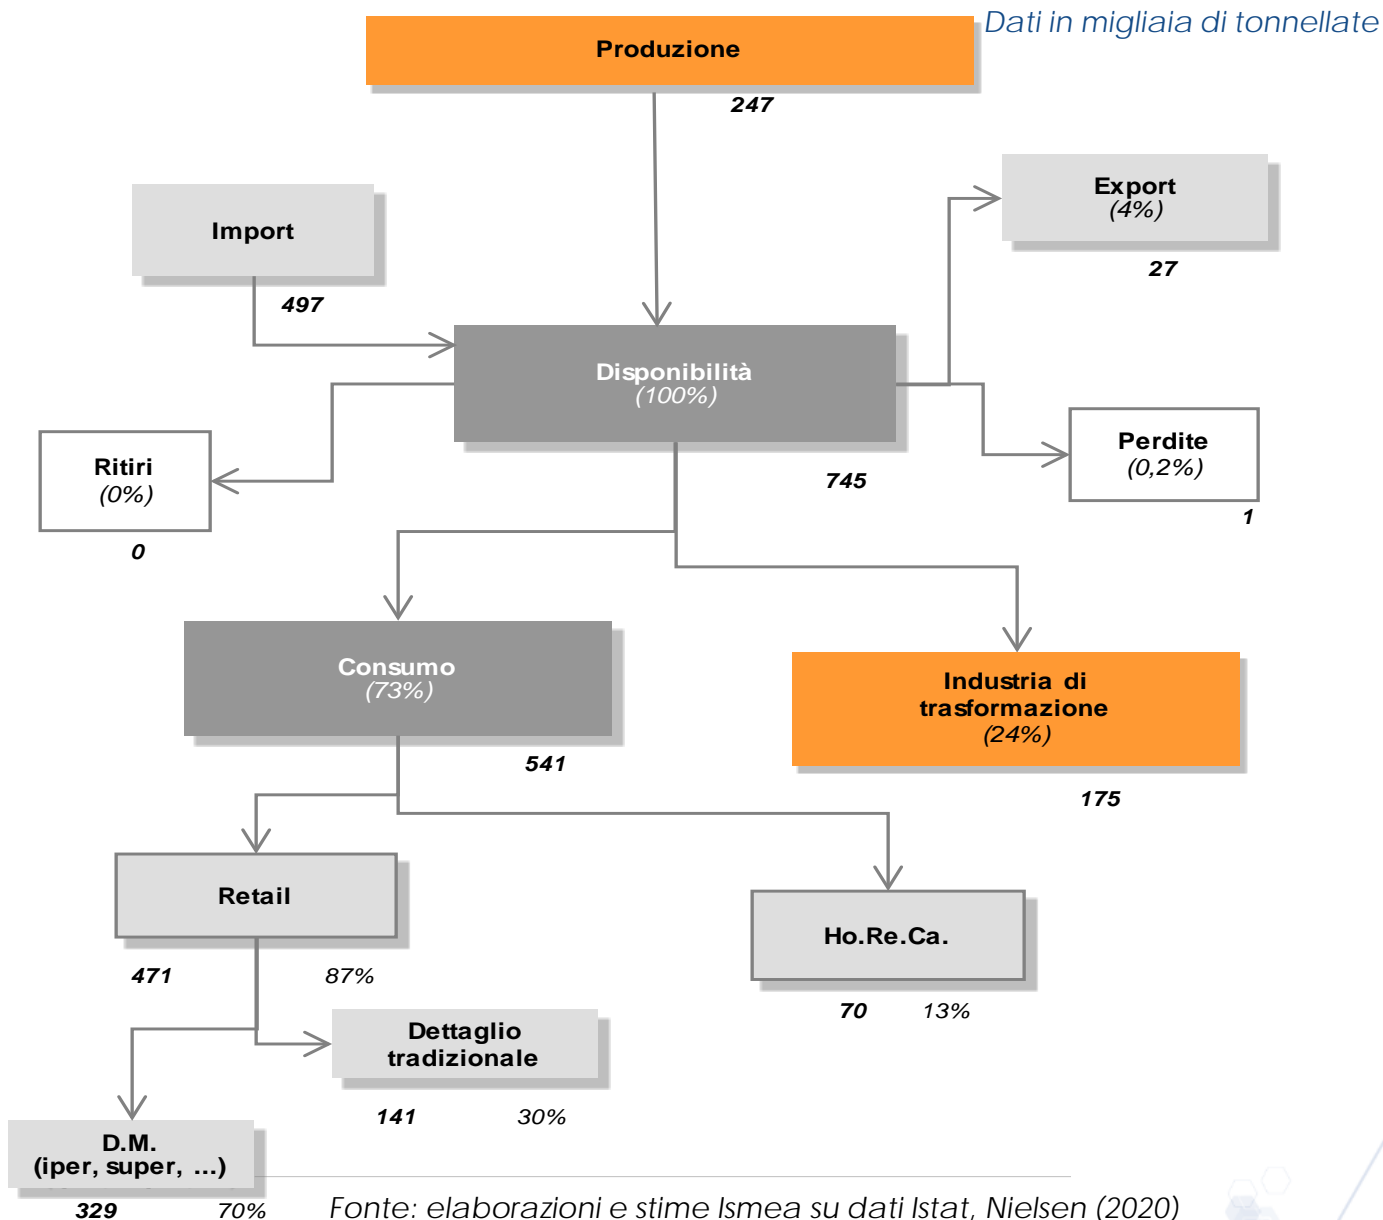 Dati in migliaia di tonnellate
Produzione
247
Export
(4%)
27
Import
497
Disponibilità
(100%)
745
Ritiri
(0%)
0
Perdite
(0,2%)
1
Consumo
(73%)
541
Industria di
trasformazione
(24%)
175
Retail
471 87%
Ho.Re.Ca.
70 13%
Dettaglio
tradizionale
141 30%
D.M.
(iper, super, ...)
329 70%
Fonte: elaborazioni e stime Ismea su dati Istat, Nielsen (2020)